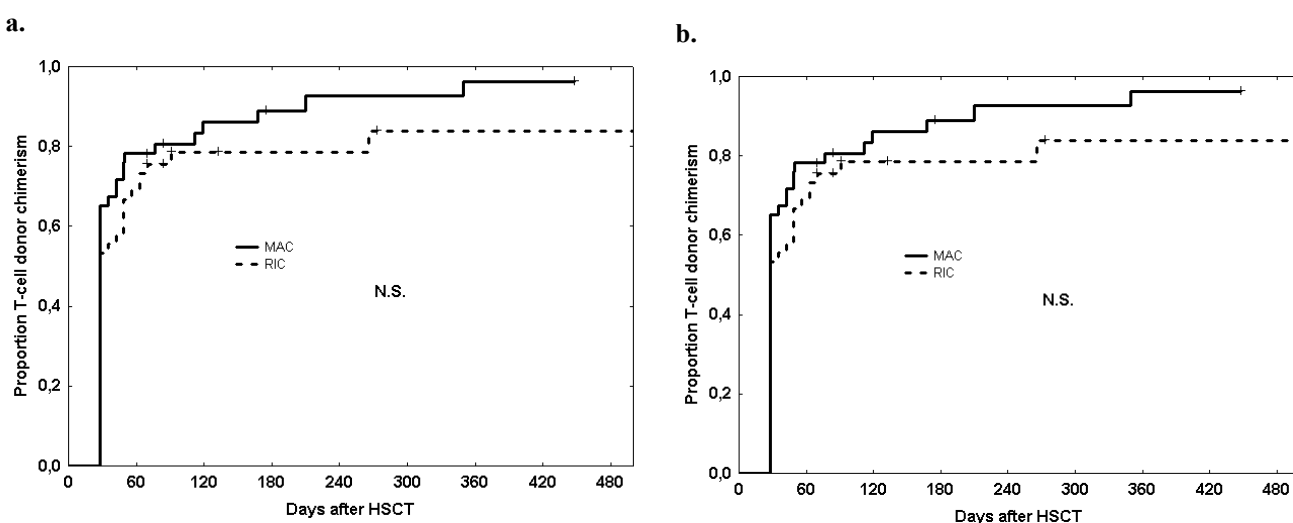 a.
1,0
0,8
0,6
0,4
0,2
0,0
Proportion T-cell donor chimerism
MAC
RIC
N.S.
0 60 120 180 240 300 360 420 480
Days after HSCT
b.
1,0
0,8
0,6
0,4
0,2
0,0
Proportion T-cell donor chimerism
MAC
RIC
N.S.
0 60 120 180 240 300 360 420 480
Days after HSCT